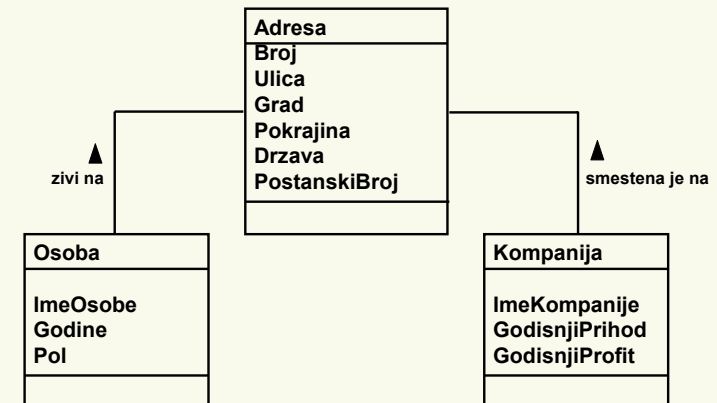 Adresa
Broj
Ulica
Grad
Pokrajina
Drzava
PostanskiBroj
zivi na
smestena je na
Osoba
ImeOsobe
Godine
Pol
Kompanija
ImeKompanije
GodisnjiPrihod
GodisnjiProfit